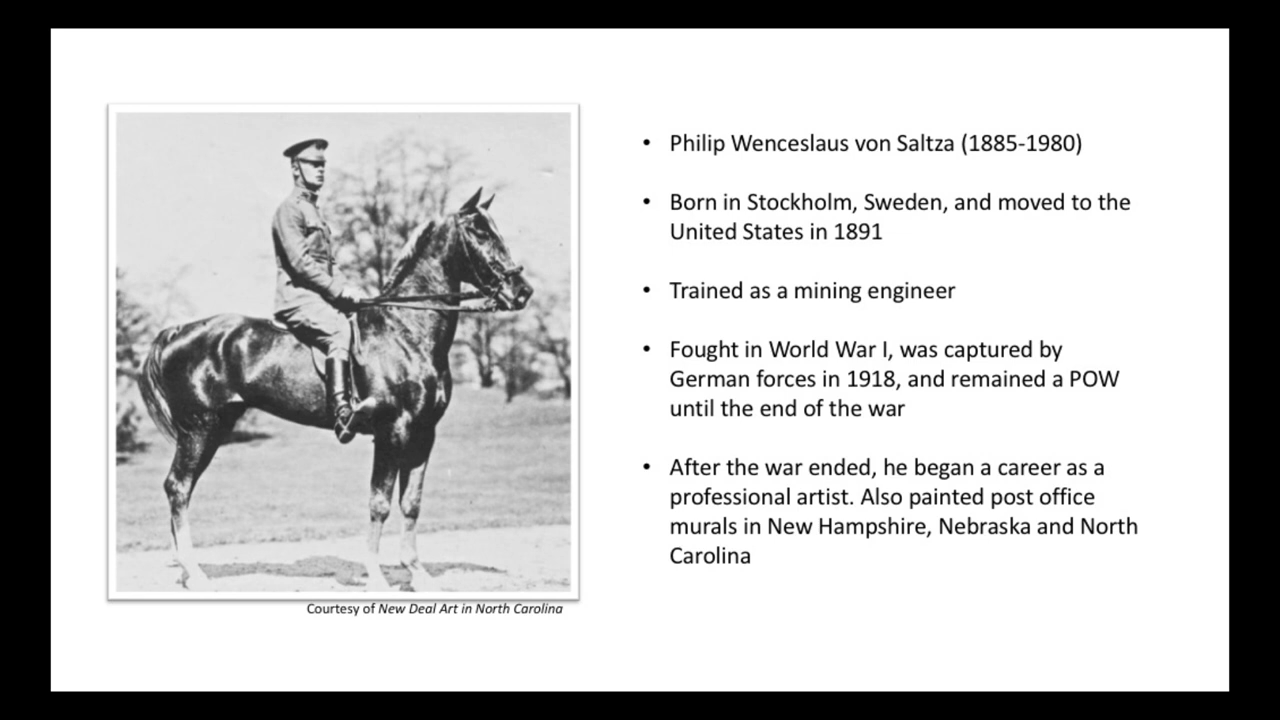 • Philip Wenceslaus von Saltza (1885-1980)
• Born in Stockholm, Sweden, and moved to the
United States in 1891
• Trained as a mining engineer
• Fought in World War I, was captured by
German forces in 1918, and remained a POW
until the end of the war
• After the war ended, he began a career as a
professional artist. Also painted post office
murals in New Hampshire, Nebraska and North
Carolina
Courtesy of New Deal Art in North Carolina